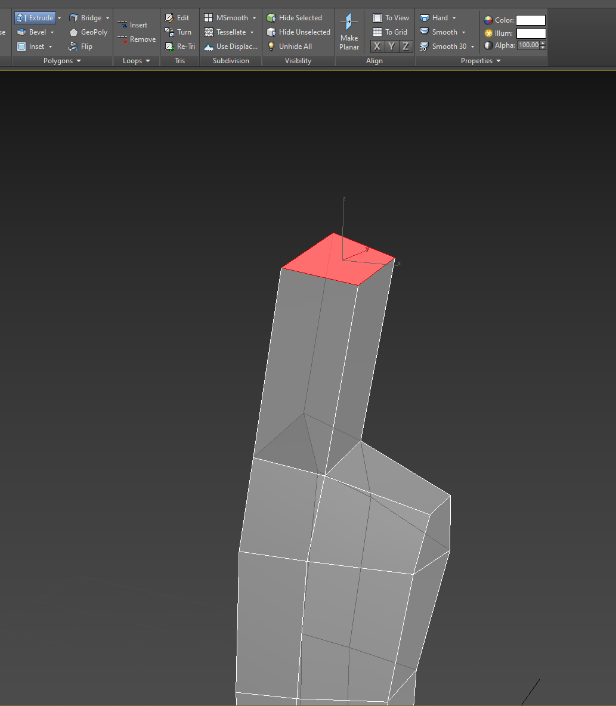 se Extrude Bridge Insert Edit MSmooth Hide Selected Make Planar To View Hard Color:
Bevel GeoPoly Remove Turn Tessellate Hide Unselected To Grid Smooth Illum:
Inset Flip Re-Tri Use Displac... Unhide All X Y Z Smooth 30 Alpha: 100.00
Polygons Loops Tris Subdivision Visibility Align Properties